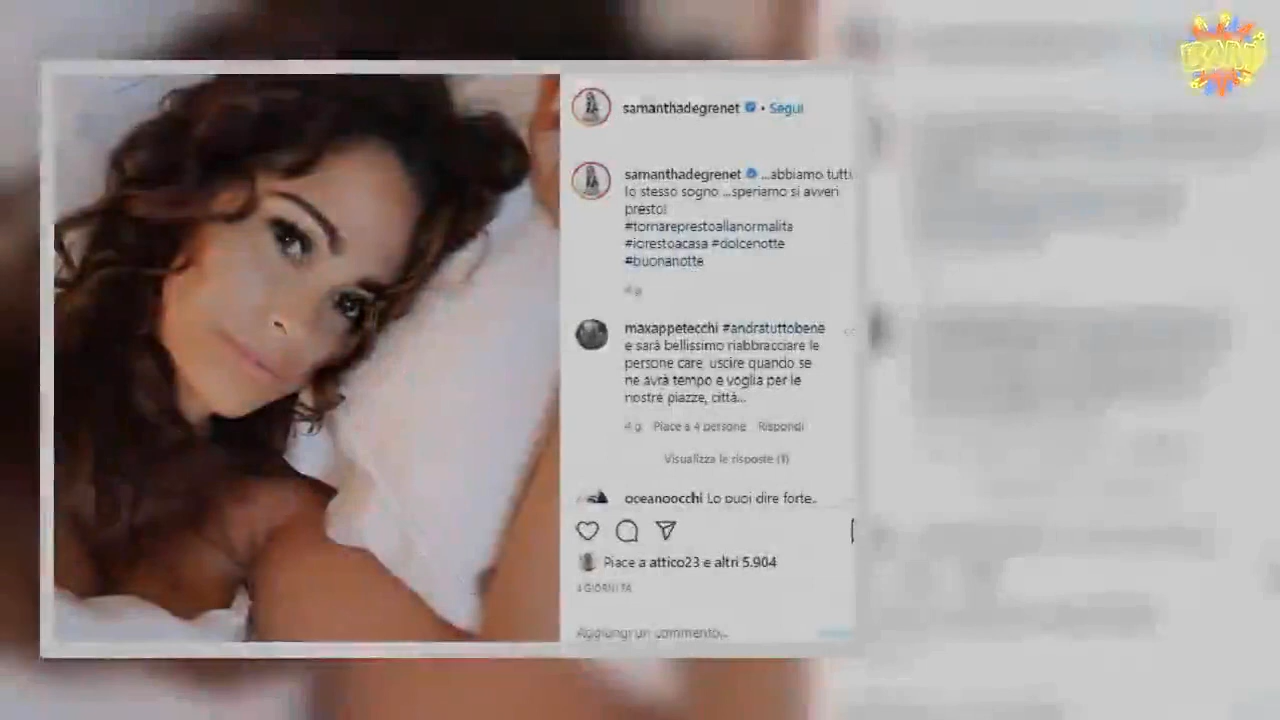 BAM!
samanthadegrenet • Segui
samanthadegrenet ...abbiamo tutti
lo stesso sogno ...speriamo si avveri
presto!
#tornareprestoallanormalita
#iorestoacasa #dolcenotte
#buonanotte
4 g
maxappetecchi #andratuttobene
e sarà bellissimo riabbracciare le
persone care, uscire quando se
ne avrà tempo e voglia per le
nostre piazze, città...
4 g Piace a 4 persone Rispondi
Visualizza le risposte (1)
oceanoocchi Lo puoi dire forte..
Piace a attico23 e altri 5.904
4 GIORNI FA
Aggiungi un commento...